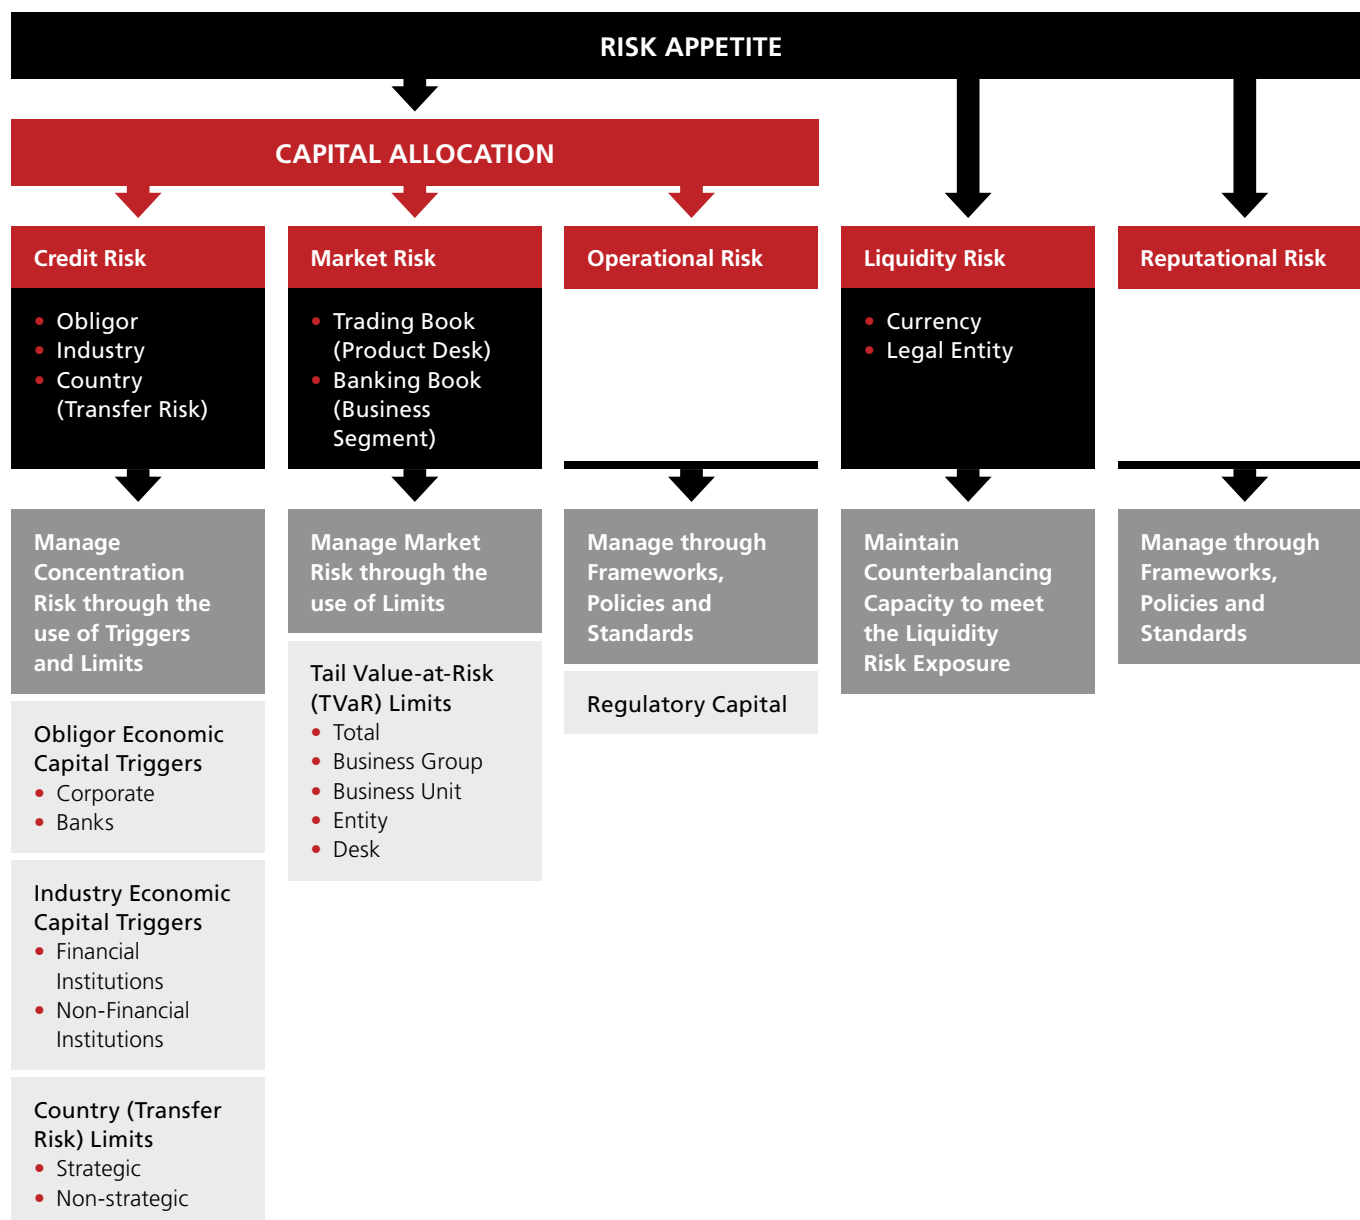 RISK APPETITE
CAPITAL ALLOCATION
Credit Risk
• Obligor
• Industry
• Country
(Transfer Risk)
Manage
Concentration
Risk through the
use of Triggers
and Limits
Obligor Economic
Capital Triggers
• Corporate
• Banks
Industry Economic
Capital Triggers
• Financial
Institutions
• Non-Financial
Institutions
Country (Transfer
Risk) Limits
• Strategic
• Non-strategic
Market Risk
• Trading Book
(Product Desk)
• Banking Book
(Business
Segment)
Manage Market
Risk through the
use of Limits
Tail Value-at-Risk
(TVaR) Limits
• Total
• Business Group
• Business Unit
• Entity
• Desk
Operational Risk
Manage through
Frameworks,
Policies and
Standards
Regulatory Capital
Liquidity Risk
• Currency
• Legal Entity
Maintain
Counterbalancing
Capacity to meet
the Liquidity
Risk Exposure
Reputational Risk
Manage through
Frameworks,
Policies and
Standards